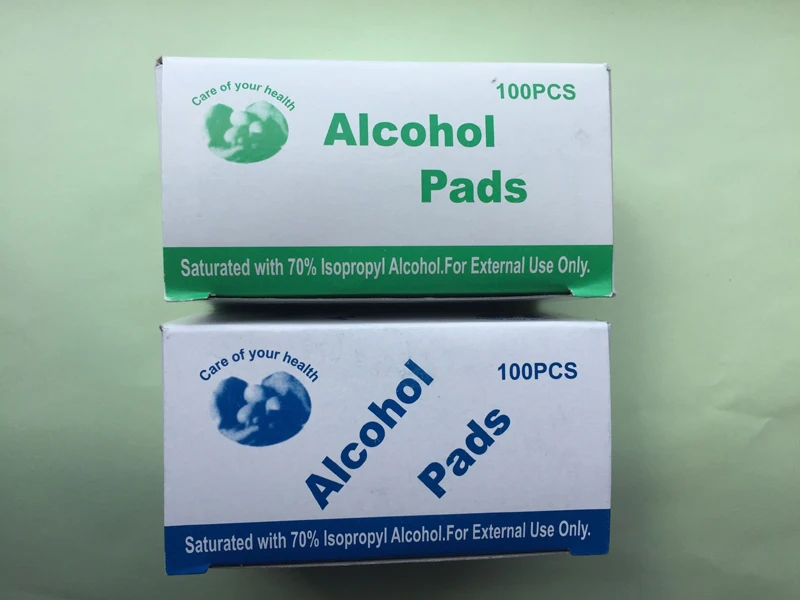 Care of your health
100PCS
Alcohol
Pads
Saturated with 70% Isopropyl Alcohol.For External Use Only.
Care of your health
100PCS
Alcohol
Pads
Saturated with 70% Isopropyl Alcohol.For External Use Only.